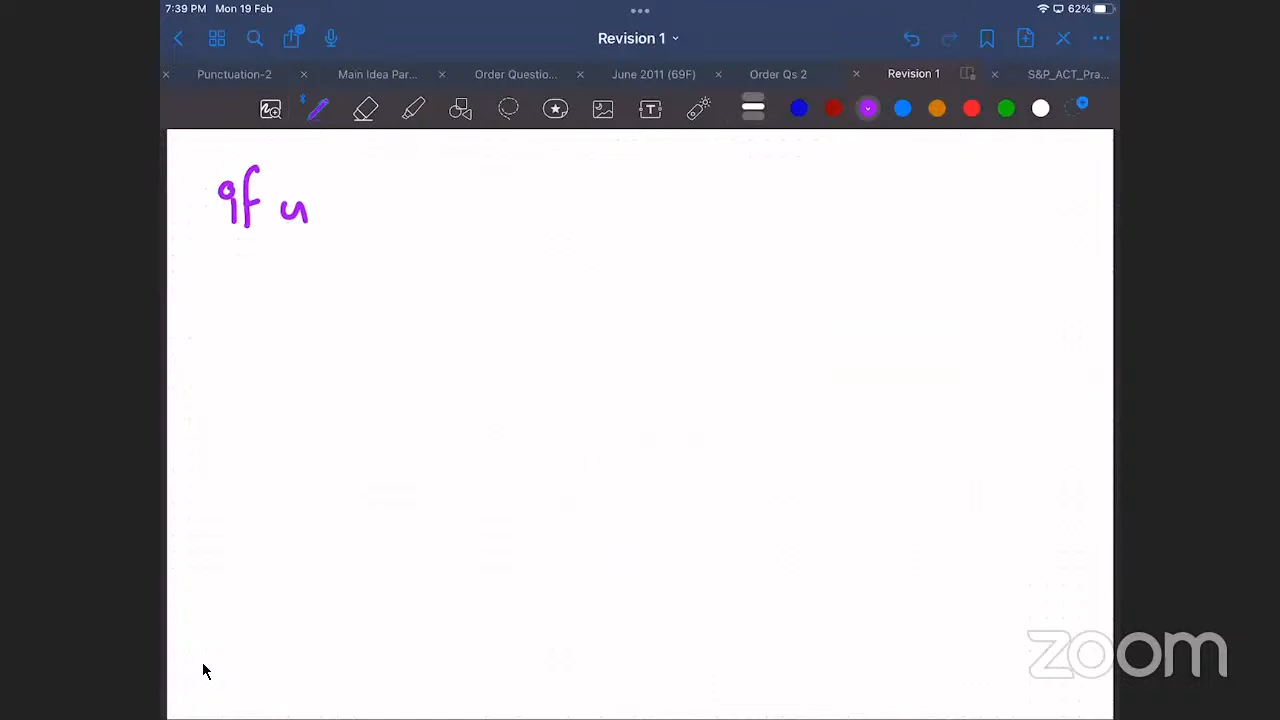 7:39 PM Mon 19 Feb
62%
Revision 1
Punctuation-2
Main Idea Par...
Order Questio...
June 2011 (69F)
Order Qs 2
Revision 1
S&P_ACT_Pra...
if u
zoom